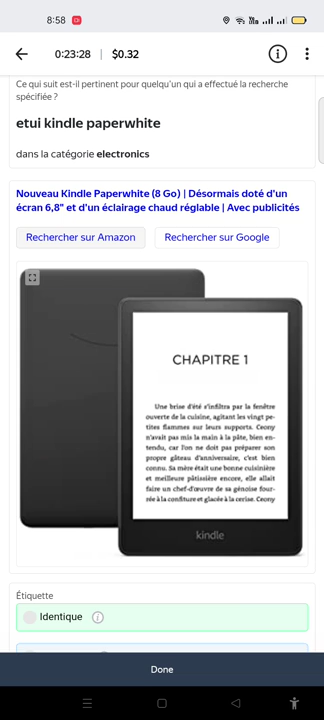 8:58
0:23:28 | $0.32
Ce qui suit est-il pertinent pour quelqu'un qui a effectué la recherche
spécifiée ?
etui kindle paperwhite
dans la catégorie electronics
Nouveau Kindle Paperwhite (8 Go) | Désormais doté d'un
écran 6,8" et d'un éclairage chaud réglable | Avec publicités
Rechercher sur Amazon
Rechercher sur Google
CHAPITRE 1
Une brise d'été s'infiltra par la fenêtre
ouverte de la cuisine, agitant les vingt pe-
tites flammes sur leurs supports. Ceony
n'avait pas mis la main à la pâte, bien en-
tendu, car l'on ne doit pas préparer son
propre gâteau d'anniversaire, c'est bien
connu. Sa mère était une bonne cuisinière
et meilleure pâtissière encore, elle allait
faire un chef-d'œuvre de sa génoise four-
rée à la confiture et glacée à la cerise. Ceony
kindle
Étiquette
Identique
Done